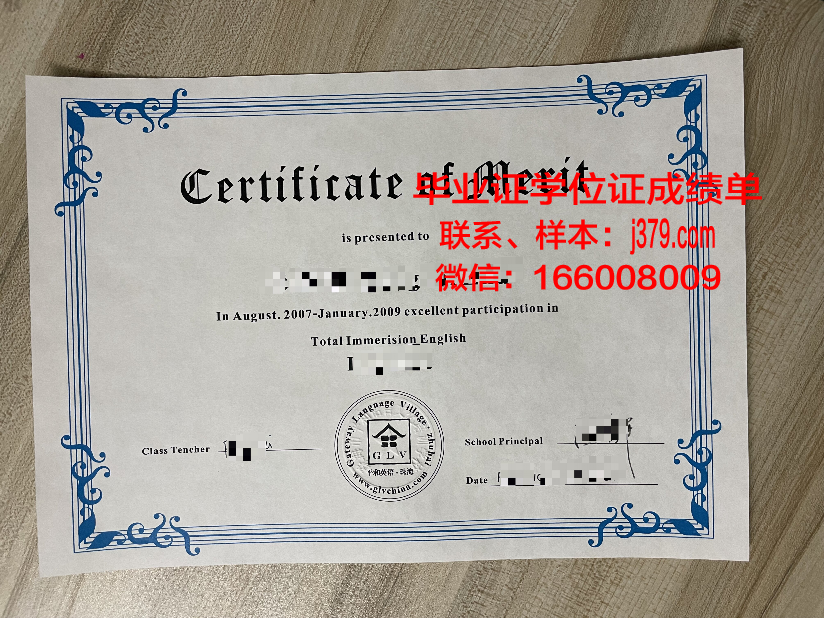 Certificate of Merit
毕业证学位证成绩单
is presented to
联系、样本：j379.com
微信：166008009
In August. 2007-January.2009 excellent participation in
Total Immerision English
Gateway Language Village, zhuhai
GLV
www.glvchina.com
Class Tencher
School Principal
Date